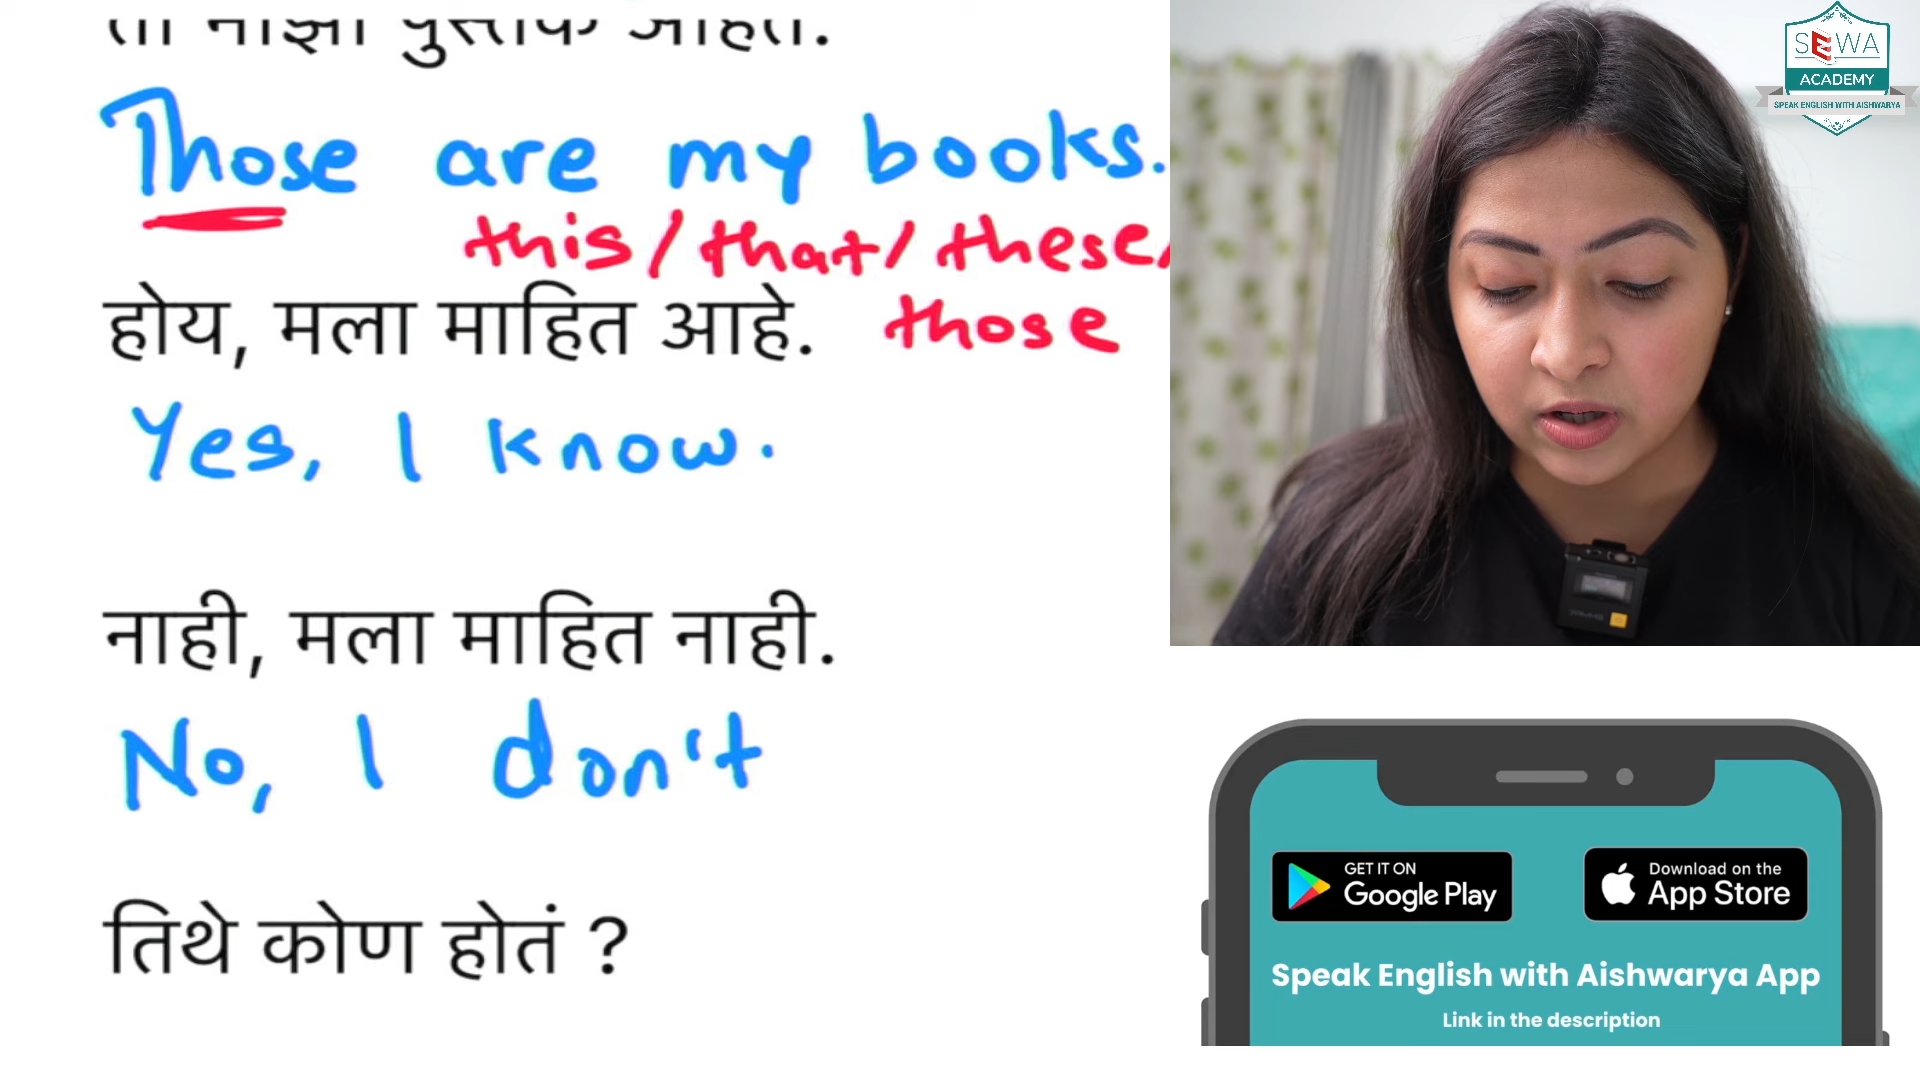 ती माझी पुस्तके आहेत.
Those are my books.
this / that / these /
those
होय, मला माहित आहे.
Yes, I know.
नाही, मला माहित नाही.
No, I don't
तिथे कोण होतं ?
SEWA
ACADEMY
SPEAK ENGLISH WITH AISHWARYA
GET IT ON
Google Play
Download on the
App Store
Speak English with Aishwarya App
Link in the description